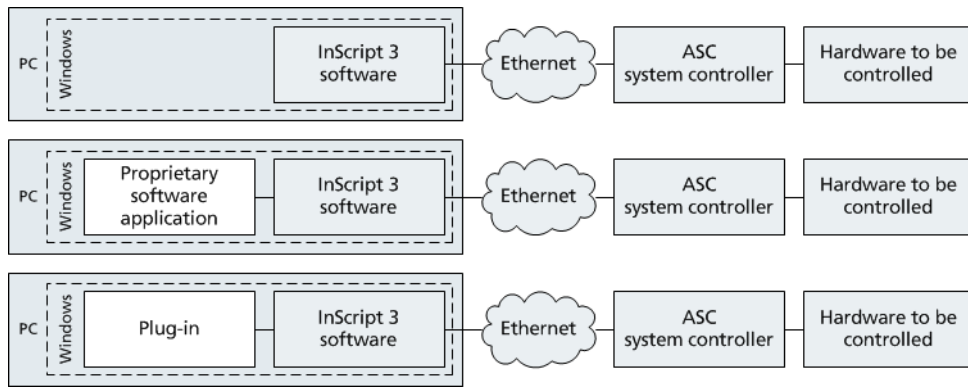 PC
Windows
InScript 3
software
Ethernet
ASC
system controller
Hardware to be
controlled
PC
Windows
Proprietary
software
application
InScript 3
software
Ethernet
ASC
system controller
Hardware to be
controlled
PC
Windows
Plug-in
InScript 3
software
Ethernet
ASC
system controller
Hardware to be
controlled